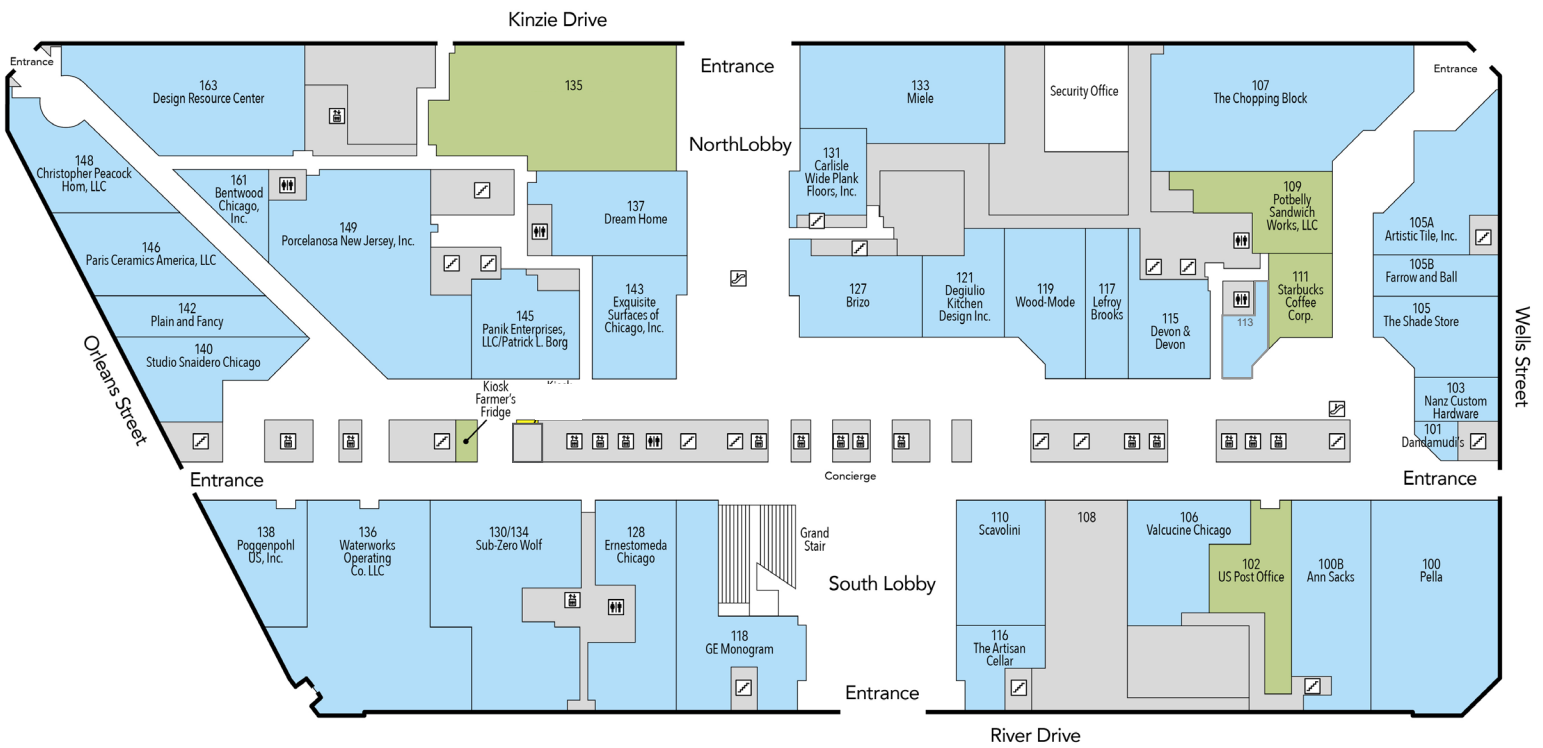 Kinzie Drive
Entrance
163
Design Resource Center
135
Entrance
133
Miele
Security Office
107
The Chopping Block
Entrance
NorthLobby
148
Christopher Peacock
Hom, LLC
161
Bentwood
Chicago,
Inc.
149
Porcelanosa New Jersey, Inc.
137
Dream Home
131
Carlisle
Wide Plank
Floors, Inc.
109
Potbelly
Sandwich
Works, LLC
105A
Artistic Tile, Inc.
146
Paris Ceramics America, LLC
105B
Farrow and Ball
142
Plain and Fancy
145
Panik Enterprises,
LLC/Patrick L. Borg
143
Exquisite
Surfaces of
Chicago, Inc.
127
Brizo
121
Degiulio
Kitchen
Design Inc.
119
Wood-Mode
117
Lefroy
Brooks
115
Devon &
Devon
113
111
Starbucks
Coffee
Corp.
105
The Shade Store
140
Studio Snaidero Chicago
Orleans Street
Wells Street
Kiosk
Farmer's
Fridge
103
Nanz Custom
Hardware
101
Dandamudi's
Entrance
Concierge
Entrance
138
Poggenpohl
US, Inc.
136
Waterworks
Operating
Co. LLC
130/134
Sub-Zero Wolf
128
Ernestomeda
Chicago
Grand
Stair
South Lobby
110
Scavolini
108
106
Valcucine Chicago
102
US Post Office
100B
Ann Sacks
100
Pella
118
GE Monogram
116
The Artisan
Cellar
Entrance
River Drive